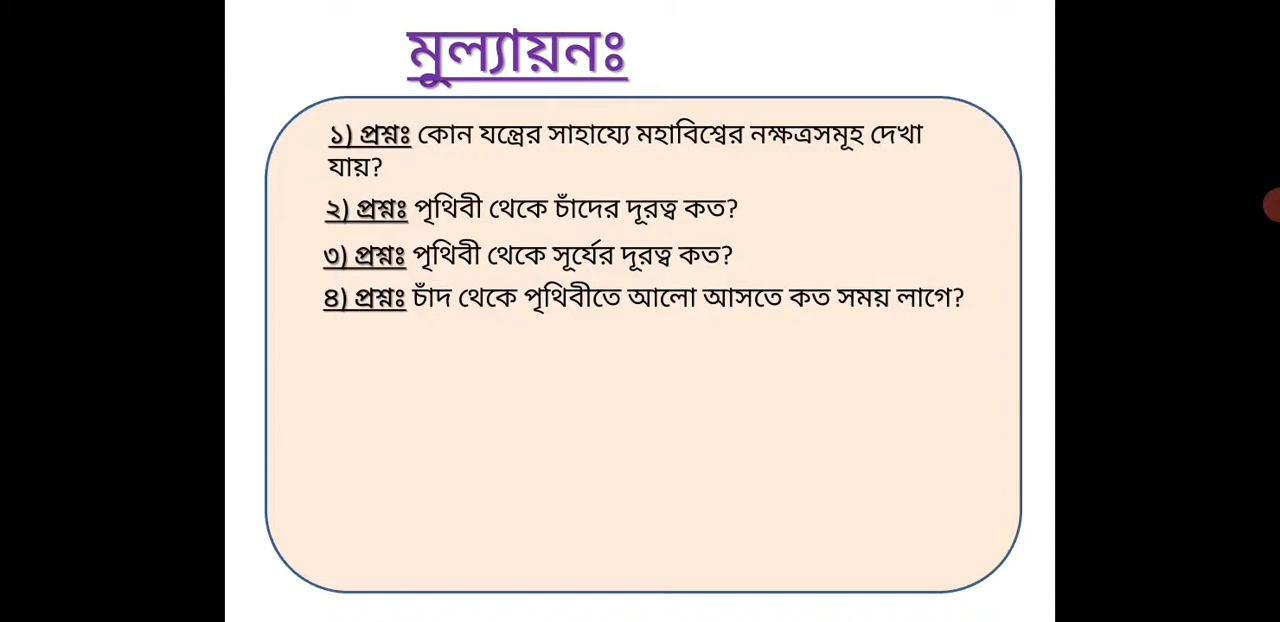 মুল্যায়নঃ
১) প্রশ্নঃ কোন যন্ত্রের সাহায্যে মহাবিশ্বের নক্ষত্রসমূহ দেখা
যায়?
২) প্রশ্নঃ পৃথিবী থেকে চাঁদের দূরত্ব কত?
৩) প্রশ্নঃ পৃথিবী থেকে সূর্যের দূরত্ব কত?
৪) প্রশ্নঃ চাঁদ থেকে পৃথিবীতে আলো আসতে কত সময় লাগে?